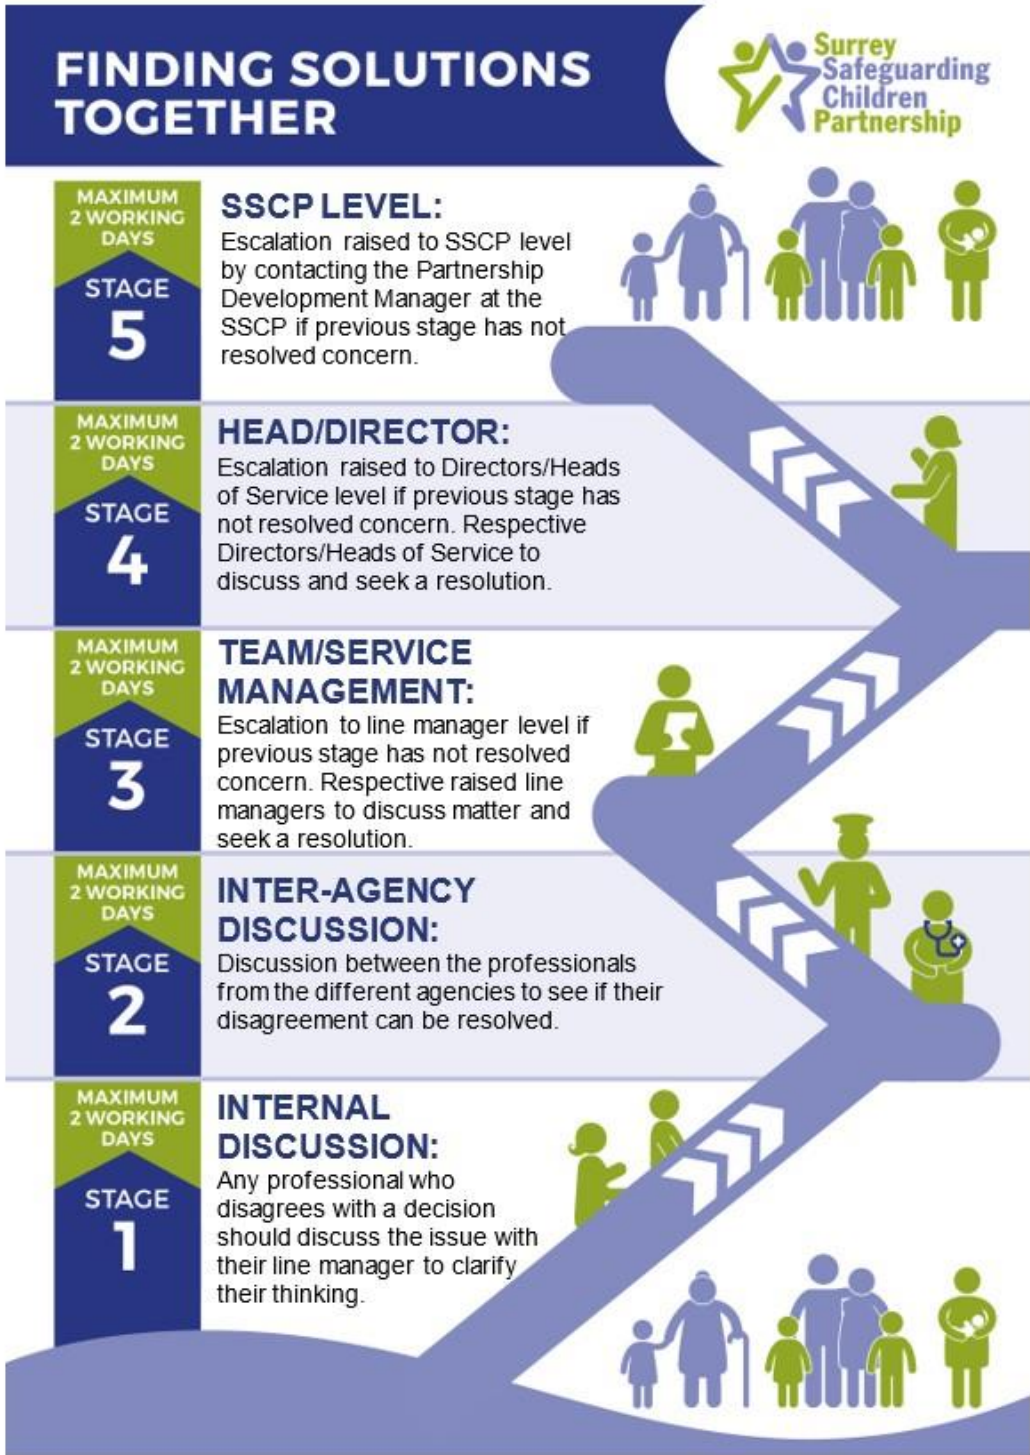 FINDING SOLUTIONS
TOGETHER
Surrey
Safeguarding
Children
Partnership
MAXIMUM
2 WORKING
DAYS
STAGE
5
SSCP LEVEL:
Escalation raised to SSCP level
by contacting the Partnership
Development Manager at the
SSCP if previous stage has not
resolved concern.
MAXIMUM
2 WORKING
DAYS
STAGE
4
HEAD/DIRECTOR:
Escalation raised to Directors/Heads
of Service level if previous stage has
not resolved concern. Respective
Directors/Heads of Service to
discuss and seek a resolution.
MAXIMUM
2 WORKING
DAYS
STAGE
3
TEAM/SERVICE
MANAGEMENT:
Escalation to line manager level if
previous stage has not resolved
concern. Respective raised line
managers to discuss matter and
seek a resolution.
MAXIMUM
2 WORKING
DAYS
STAGE
2
INTER-AGENCY
DISCUSSION:
Discussion between the professionals
from the different agencies to see if their
disagreement can be resolved.
MAXIMUM
2 WORKING
DAYS
STAGE
1
INTERNAL
DISCUSSION:
Any professional who
disagrees with a decision
should discuss the issue with
their line manager to clarify
their thinking.